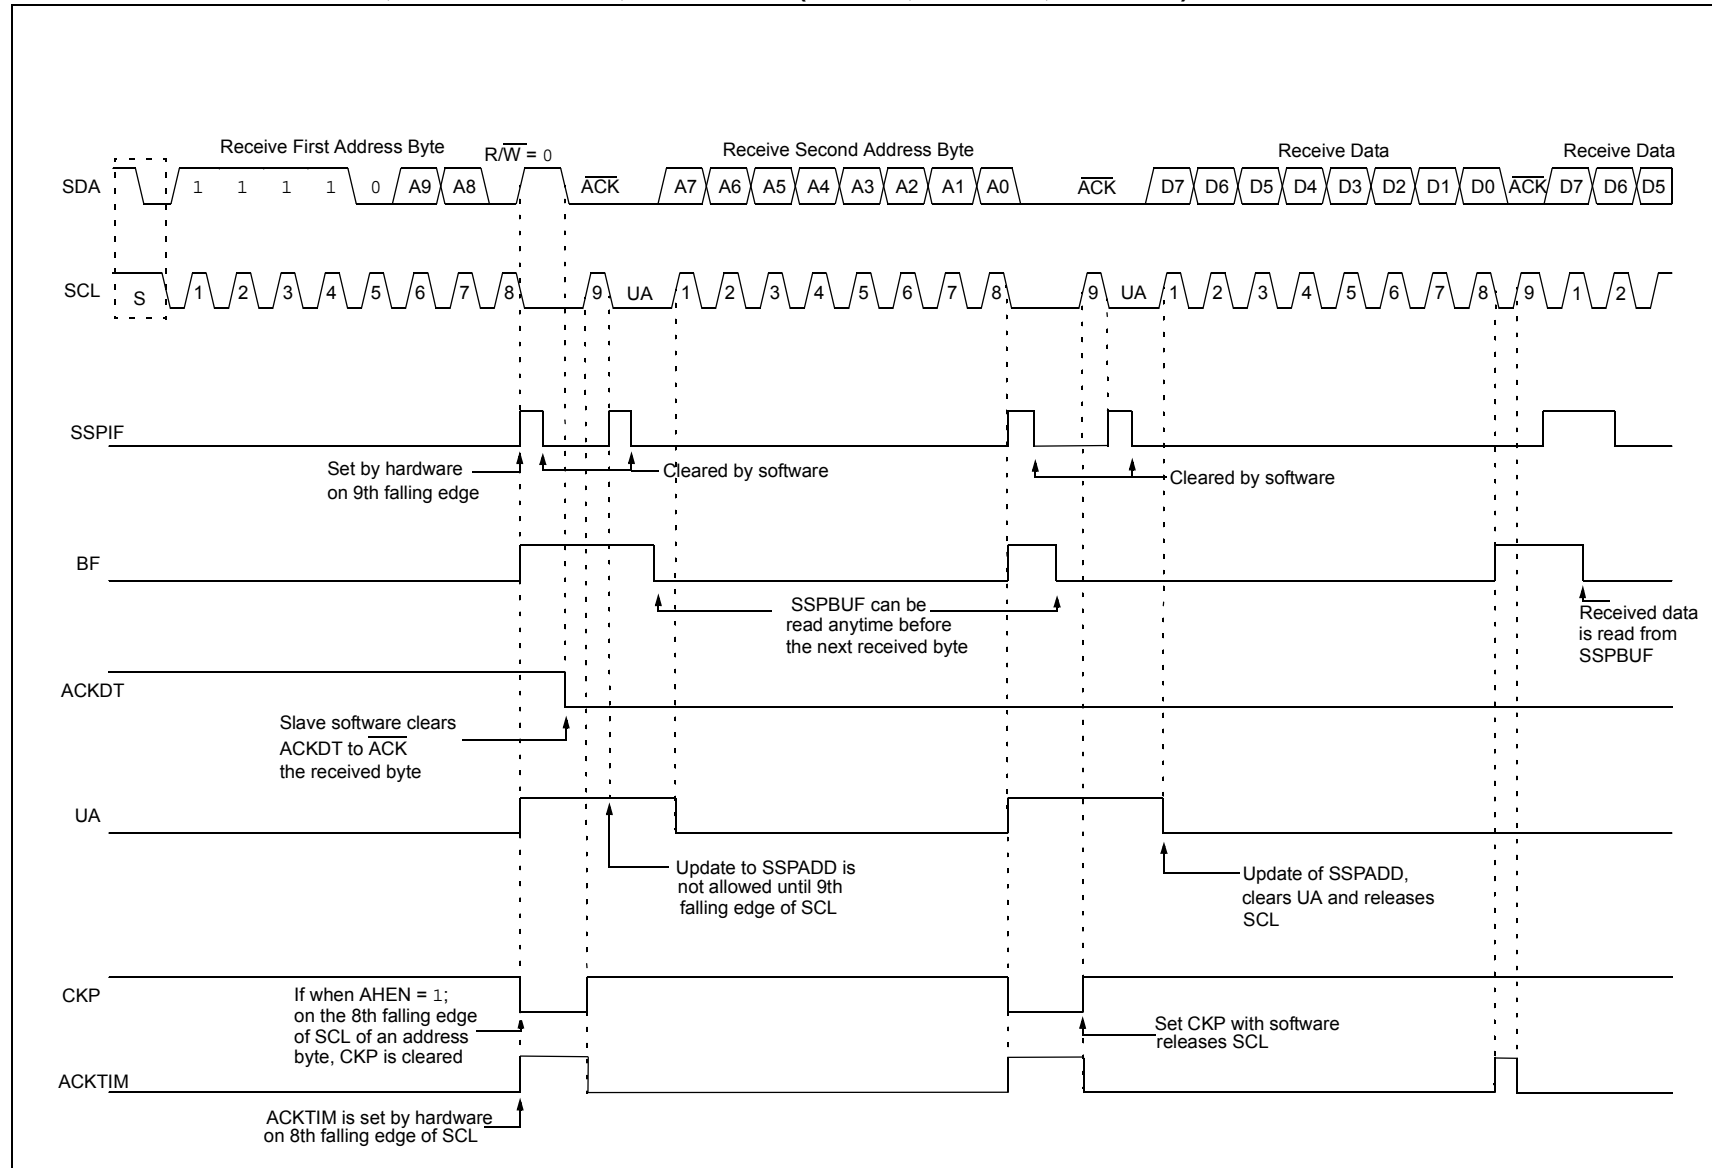 Receive First Address Byte
R/W = 0
Receive Second Address Byte
Receive Data
Receive Data
SDA
1 1 1 1 0 A9 A8 ACK A7 A6 A5 A4 A3 A2 A1 A0 ACK D7 D6 D5 D4 D3 D2 D1 D0 ACK D7 D6 D5
SCL
S 1 2 3 4 5 6 7 8 9 UA 1 2 3 4 5 6 7 8 9 UA 1 2 3 4 5 6 7 8 9 1 2
SSPIF
Set by hardware
on 9th falling edge
Cleared by software
Cleared by software
BF
SSPBUF can be
read anytime before
the next received byte
Received data
is read from
SSPBUF
ACKDT
Slave software clears
ACKDT to ACK
the received byte
UA
Update to SSPADD is
not allowed until 9th
falling edge of SCL
Update of SSPADD,
clears UA and releases
SCL
CKP
If when AHEN = 1;
on the 8th falling edge
of SCL of an address
byte, CKP is cleared
Set CKP with software
releases SCL
ACKTIM
ACKTIM is set by hardware
on 8th falling edge of SCL